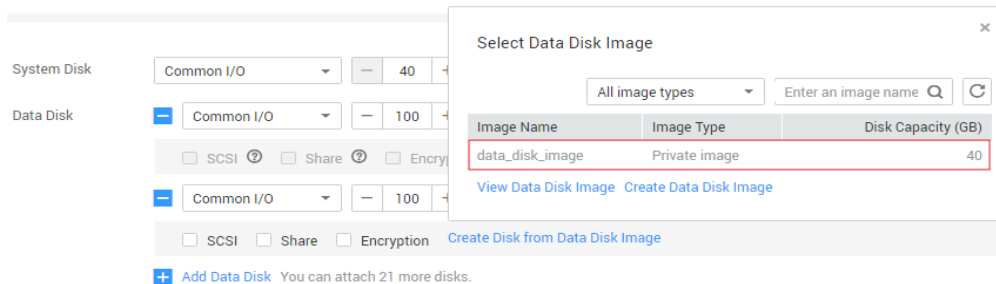 Select Data Disk Image
System Disk Common I/O 40
All image types Enter an image name
Data Disk Common I/O 100
Image Name Image Type Disk Capacity (GB)
data_disk_image Private image 40
SCSI Share
View Data Disk Image Create Data Disk Image
Common I/O 100
SCSI Share Encryption Create Disk from Data Disk Image
Add Data Disk You can attach 21 more disks.